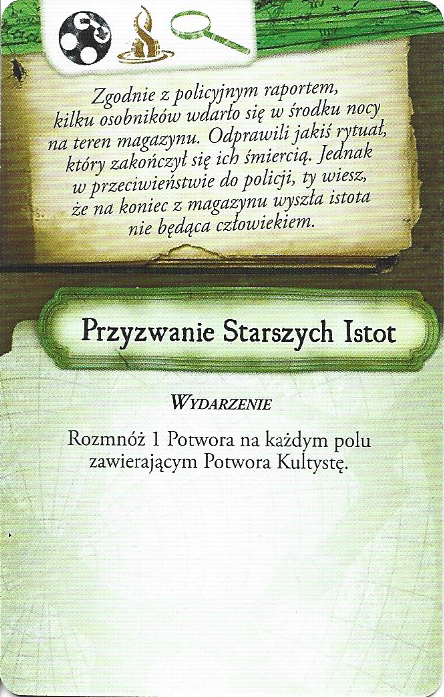 Zgodnie z policyjnym raportem,
kilku osobników wdarło się w środku nocy
na teren magazynu. Odprawili jakiś rytuał,
który zakończył się ich śmiercią. Jednak
w przeciwieństwie do policji, ty wiesz,
że na koniec z magazynu wyszła istota
nie będąca człowiekiem.
Przyzwanie Starszych Istot
Wydarzenie
Rozmnóż 1 Potwora na każdym polu
zawierającym Potwora Kultystę.